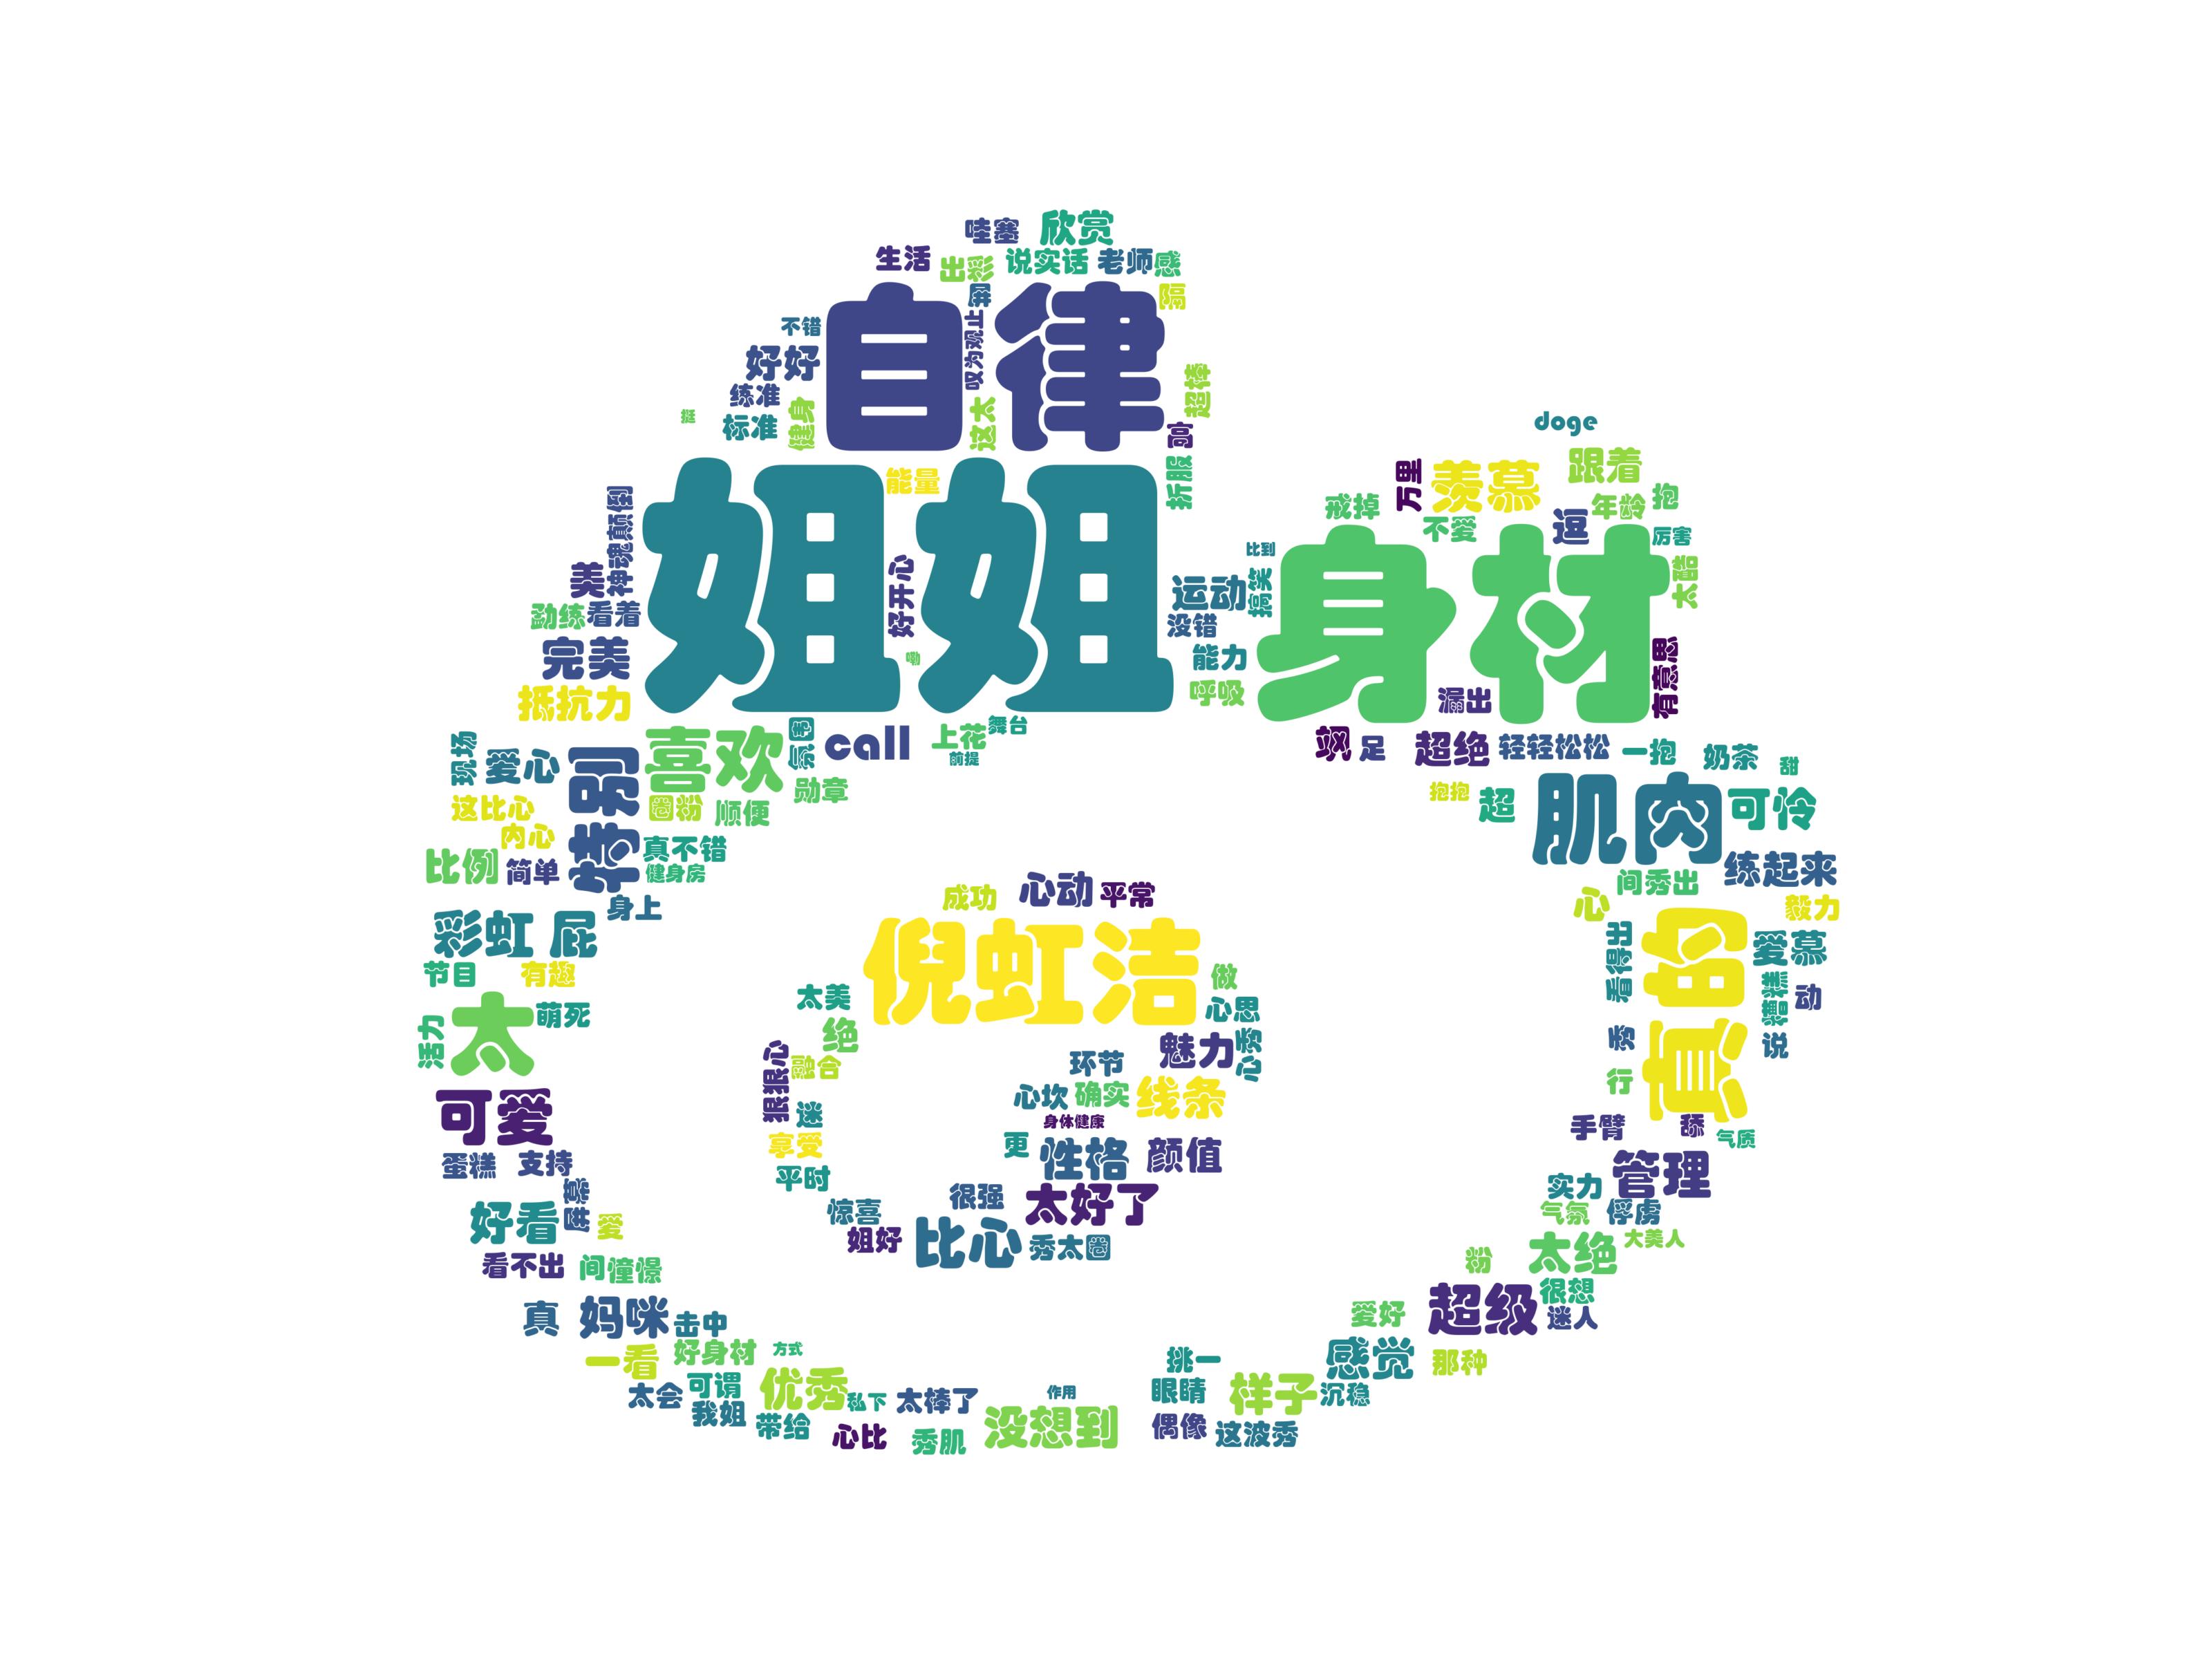 哇塞 欣赏
生活 出彩 说实话 老师 感
屏 隔
不错 自律
叹为观止
好好
练准
标准 健身 这太 超棒
挺 高
doge
姐姐 能量 折服
神魂颠倒
好开心
嘞
万里 羡慕 跟着
戒掉 不爱 逗 年龄 抱
厉害
身材 太酷
比到
搞笑
运动
没错
能力
呼吸
漏出 有意思
美
劲练 看着
完美
抵抗力
喜欢 call 上花 舞台
前提
飒 足 超绝 轻轻松松 一抱 奶茶 甜
现场 爱心 特别
勋章
这比心 圈粉 顺便
内心
抱抱 超 肌肉 可怜
比例 简单 真不错
健身房
练起来
间秀出
身上
成功 心动 平常
心 毅力
彩虹 屁
倪虹洁
真的 爱慕
看得出
节目 有趣
做
糟糕 动
太美 心思
太 萌死
活力
绝 魅力 心秀
秀 说
狠狠心 融合 环节
心坎 确实 线条
行
可爱 迷 身体健康
手臂 舔 气质
享受 更 性格 颜值
蛋糕 支持
平时
管理
实力
屏幕 很强 太好了
气氛 俘虏
好看 爱 惊喜
姐好 比心 秀太圈
太绝 大美人
看不出 间憧憬
粉
超级 很想
真 妈咪 击中
爱好 迷人
一看 好身材 方式
挑一 感觉 那种
太会 可谓 优秀 私下 太棒了 作用
眼睛 样子 沉稳
我姐 带给
心比 秀肌 没想到
偶像 这波秀